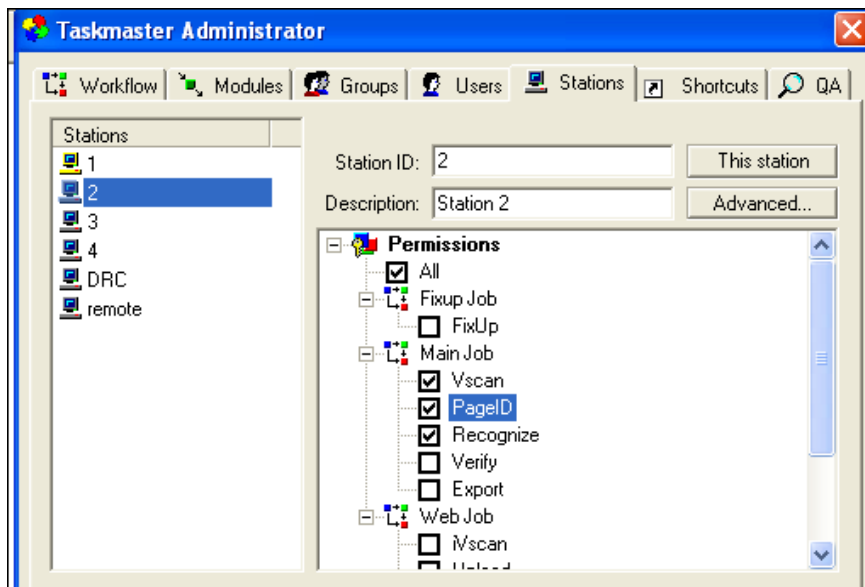 Taskmaster Administrator
Workflow Modules Groups Users Stations Shortcuts QA
Stations
1
2
3
4
DRC
remote
Station ID: 2 This station
Description: Station 2 Advanced...
Permissions
All
Fixup Job
FixUp
Main Job
Vscan
PageID
Recognize
Verify
Export
Web Job
iVscan